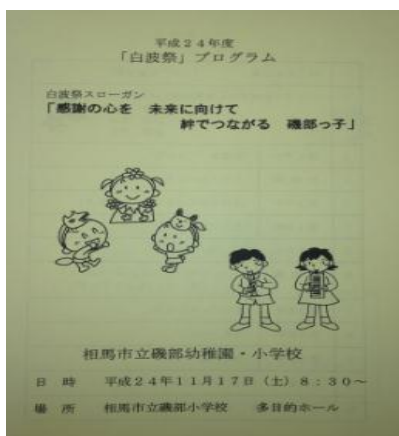 平成２４年度
「白波祭」プログラム
白波祭スローガン
「感謝の心を　未来に向けて
絆でつながる　磯部っ子」
相馬市立磯部幼稚園・小学校
日　時　　平成２４年１１月１７日（土）８：３０～
場　所　　相馬市立磯部小学校　　多目的ホール